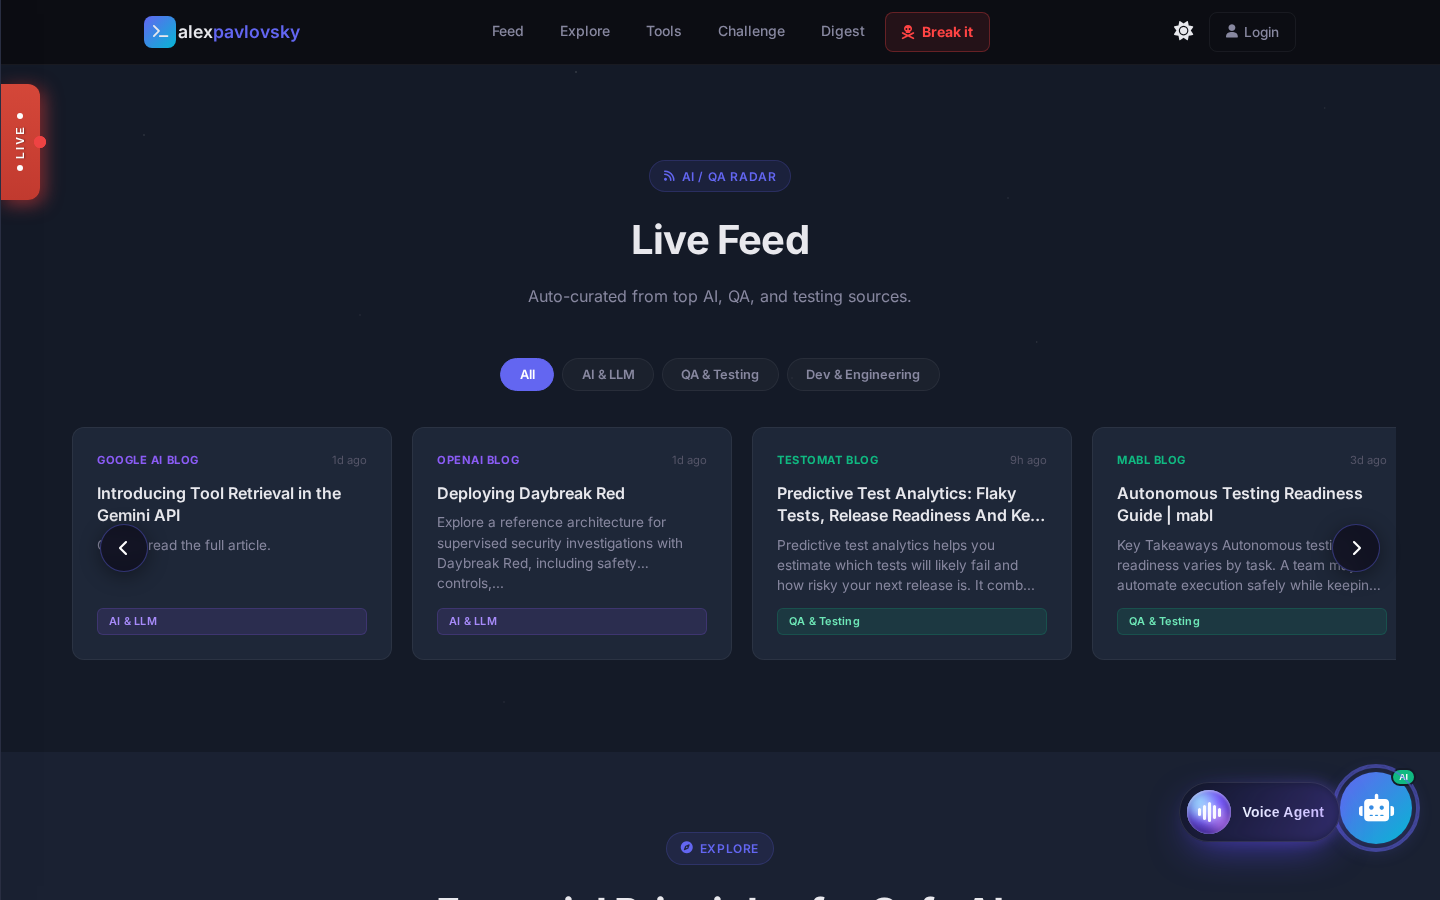 alexpavlovsky
Feed
Explore
Tools
Challenge
Digest
Break it
Login
LIVE
AI / QA RADAR
Live Feed
Auto-curated from top AI, QA, and testing sources.
All
AI & LLM
QA & Testing
Dev & Engineering
GOOGLE AI BLOG
1d ago
Introducing Tool Retrieval in the
Gemini API
read the full article.
AI & LLM
OPENAI BLOG
1d ago
Deploying Daybreak Red
Explore a reference architecture for
supervised security investigations with
Daybreak Red, including safety...
controls,...
AI & LLM
TESTOMAT BLOG
9h ago
Predictive Test Analytics: Flaky
Tests, Release Readiness And Ke...
Predictive test analytics helps you
estimate which tests will likely fail and
how risky your next release is. It comb...
QA & Testing
MABL BLOG
3d ago
Autonomous Testing Readiness
Guide | mabl
Key Takeaways Autonomous
readiness varies by task. A team
automate execution safely while keepin...
QA & Testing
AI
Voice Agent
EXPLORE